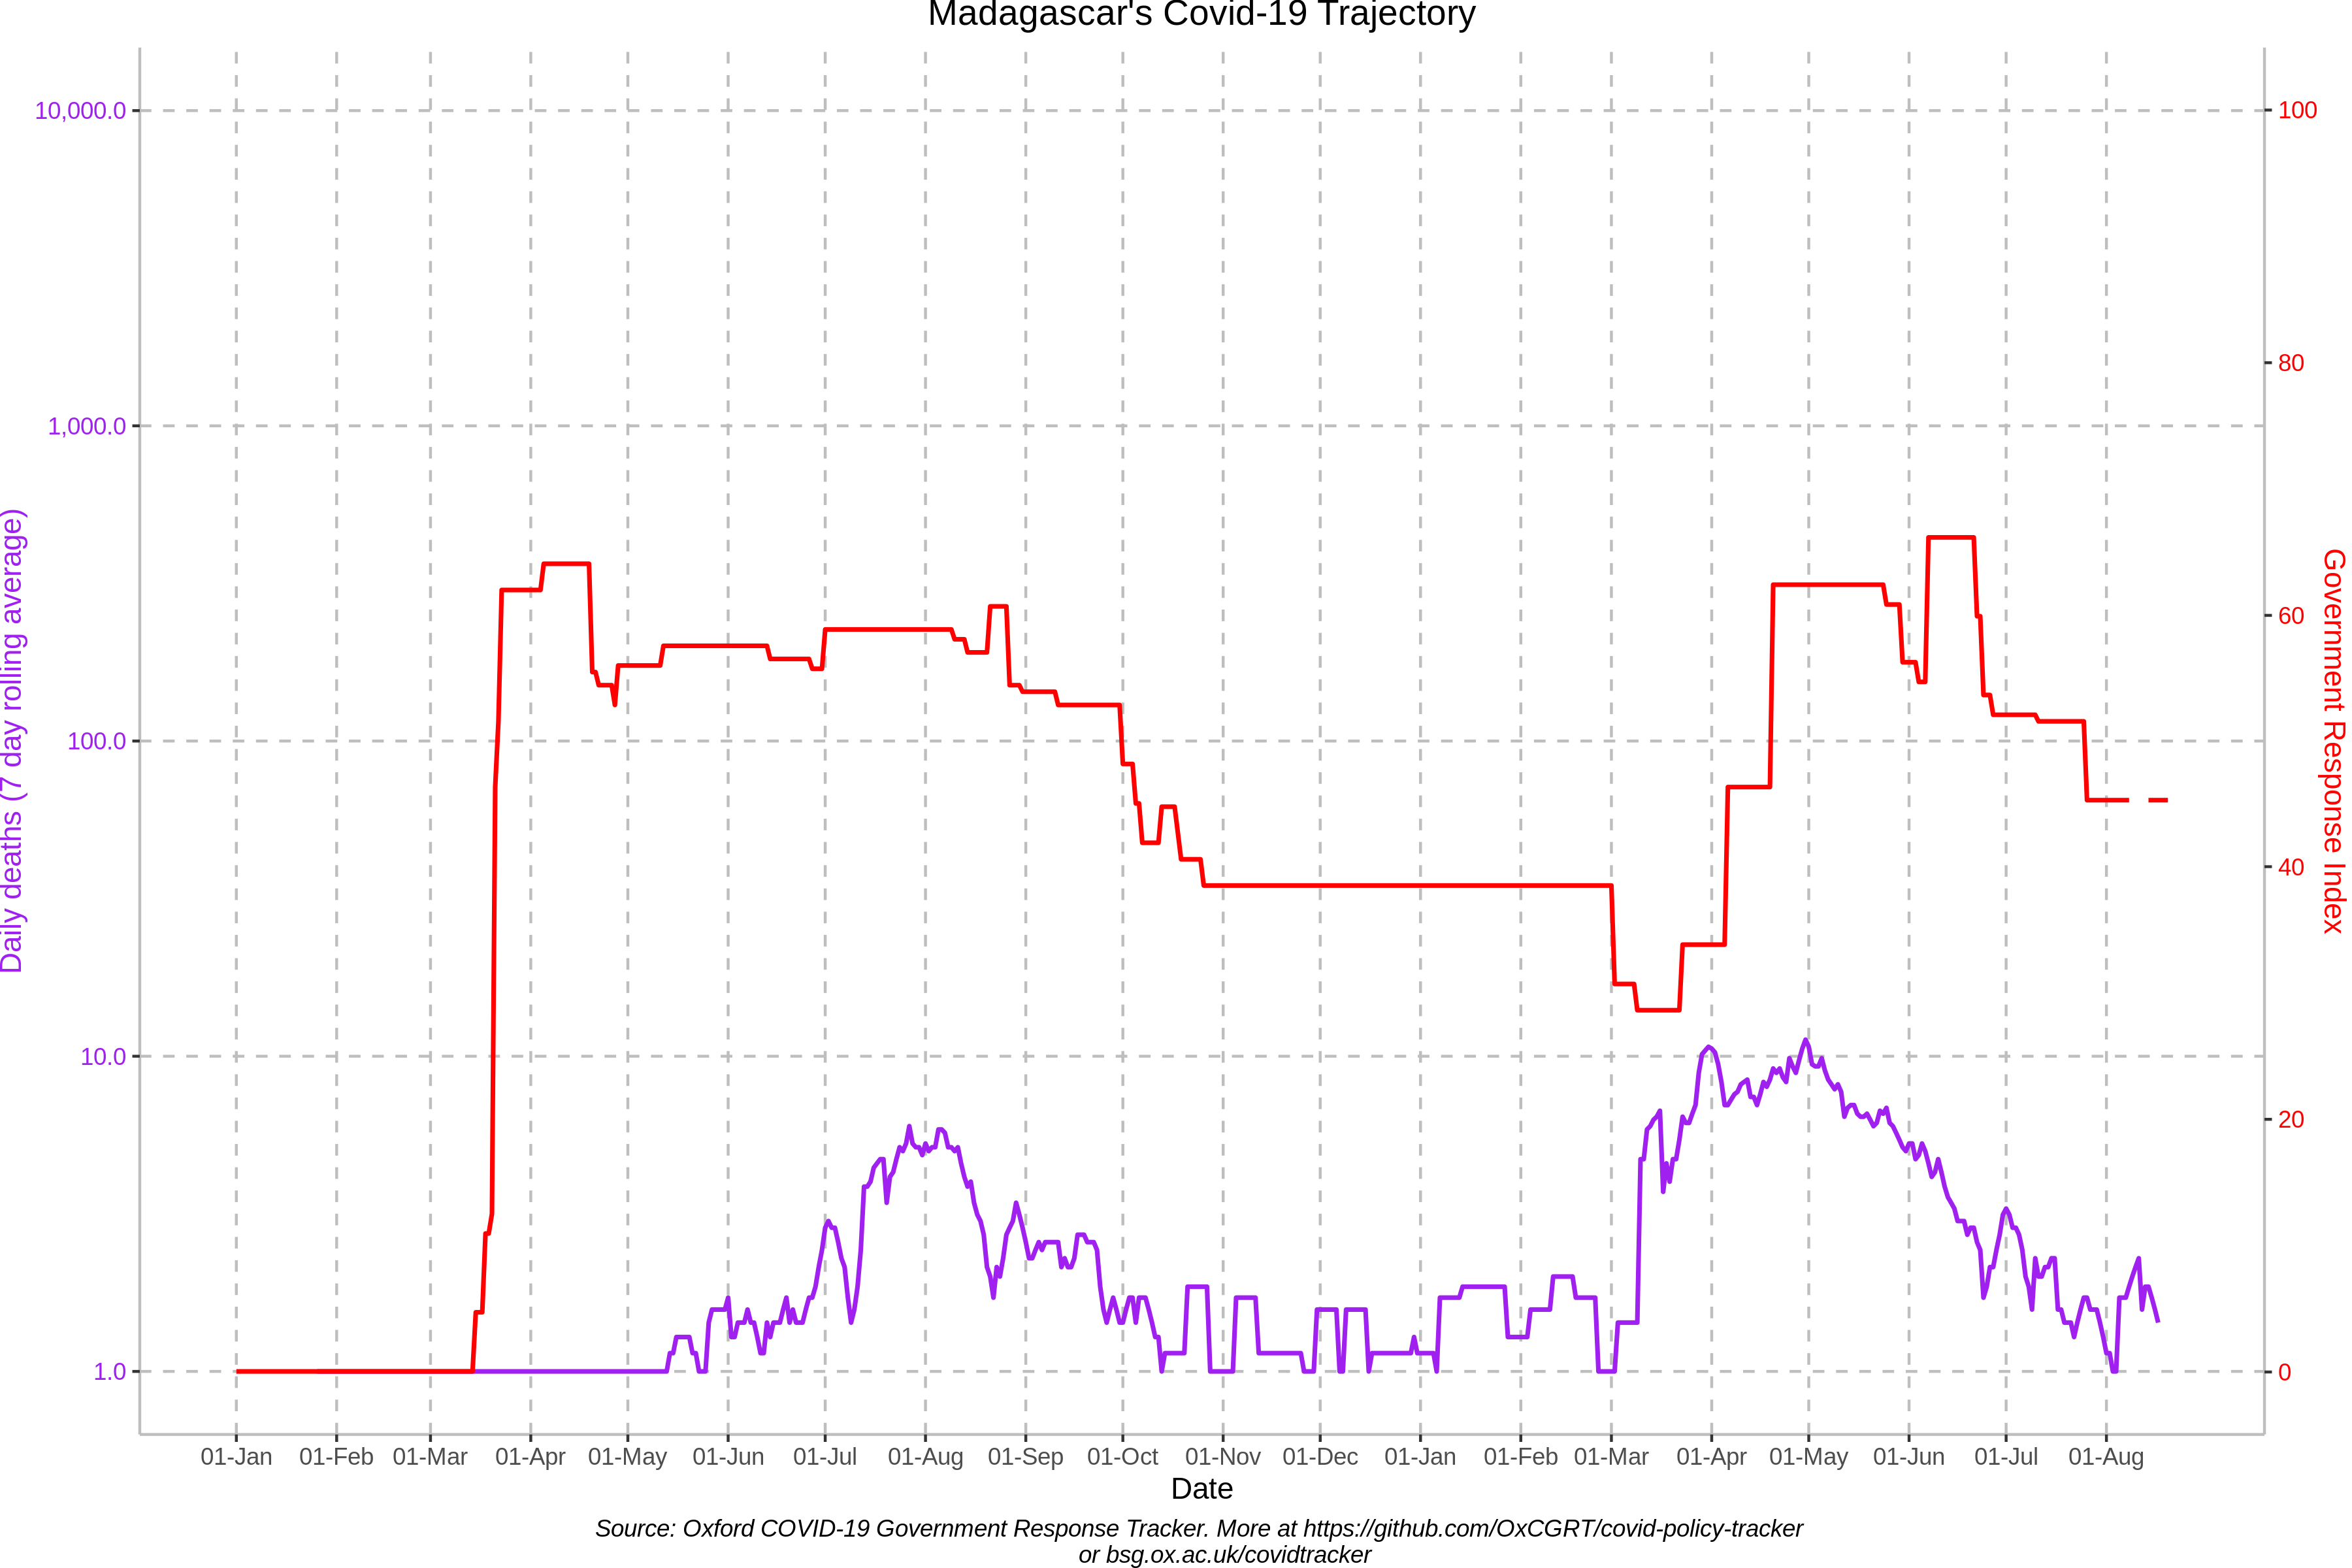 Madagascar's Covid-19 Trajectory
10,000.0
1,000.0
100.0
10.0
1.0
Daily deaths (7 day rolling average)
100
80
60
40
20
0
Government Response Index
01-Jan 01-Feb 01-Mar 01-Apr 01-May 01-Jun 01-Jul 01-Aug 01-Sep 01-Oct 01-Nov 01-Dec 01-Jan 01-Feb 01-Mar 01-Apr 01-May 01-Jun 01-Jul 01-Aug
Date
Source: Oxford COVID-19 Government Response Tracker. More at https://github.com/OxCGRT/covid-policy-tracker
or bsg.ox.ac.uk/covidtracker